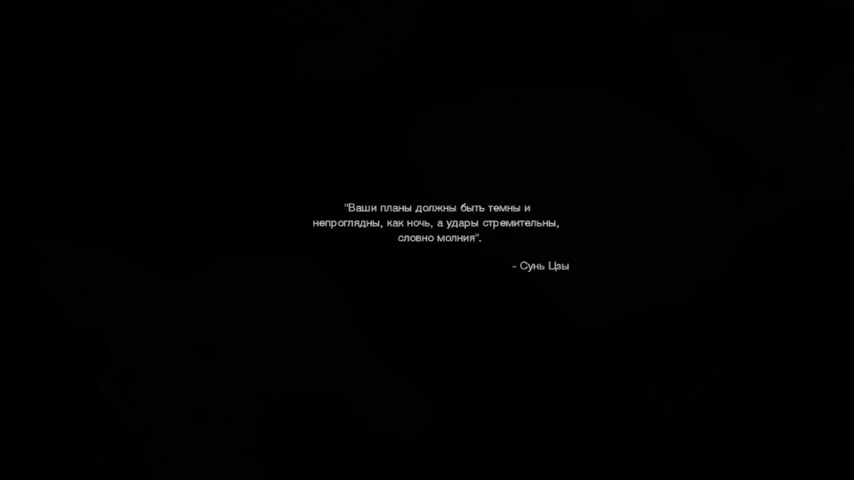 "Ваши планы должны быть темны и
непроглядны, как ночь, а удары стремительны,
словно молния".
- Сунь Цзы